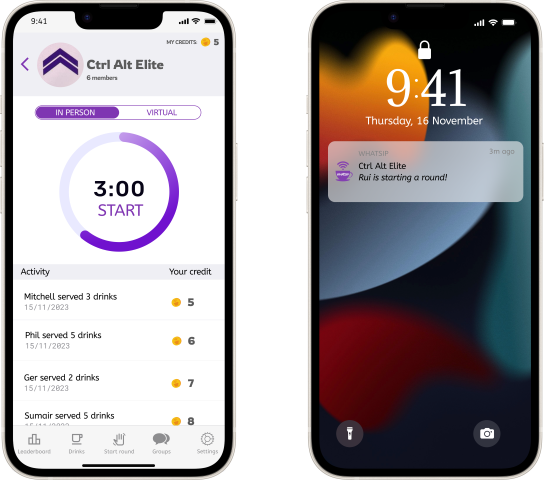 9:41
MY CREDITS: 5
Ctrl Alt Elite
6 members
IN PERSON VIRTUAL
3:00
START
Activity Your credit
Mitchell served 3 drinks 5
15/11/2023
Phil served 5 drinks 6
15/11/2023
Ger served 2 drinks 7
15/11/2023
Sumair served 5 drinks 8
15/11/2023
Leaderboard Drinks Start round Groups Settings
9:41
Thursday, 16 November
WHATSIP 3m ago
Ctrl Alt Elite
Rui is starting a round!